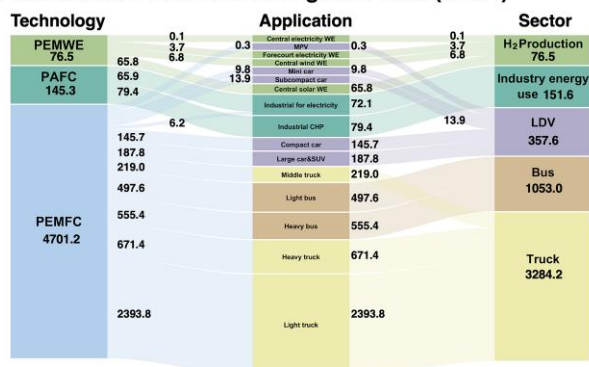 Technology
PEMWE
76.5
PAFC
145.3
PEMFC
4701.2
0.1
3.7
6.8
65.8
65.9
79.4
6.2
145.7
187.8
219.0
497.6
555.4
671.4
2393.8
0.3
9.8
13.9
Application
Central electricity WE
MPV
Forecourt electricity WE
Central wind WE
Mini car
Subcompact car
Central solar WE
Industrial for electricity
Industrial CHP
Compact car
Large car&SUV
Middle truck
Light bus
Heavy bus
Heavy truck
Light truck
0.3
9.8
65.8
72.1
79.4
145.7
187.8
219.0
497.6
555.4
671.4
2393.8
0.1
3.7
6.8
13.9
Sector
H₂Production
76.5
Industry energy
use 151.6
LDV
357.6
Bus
1053.0
Truck
3284.2